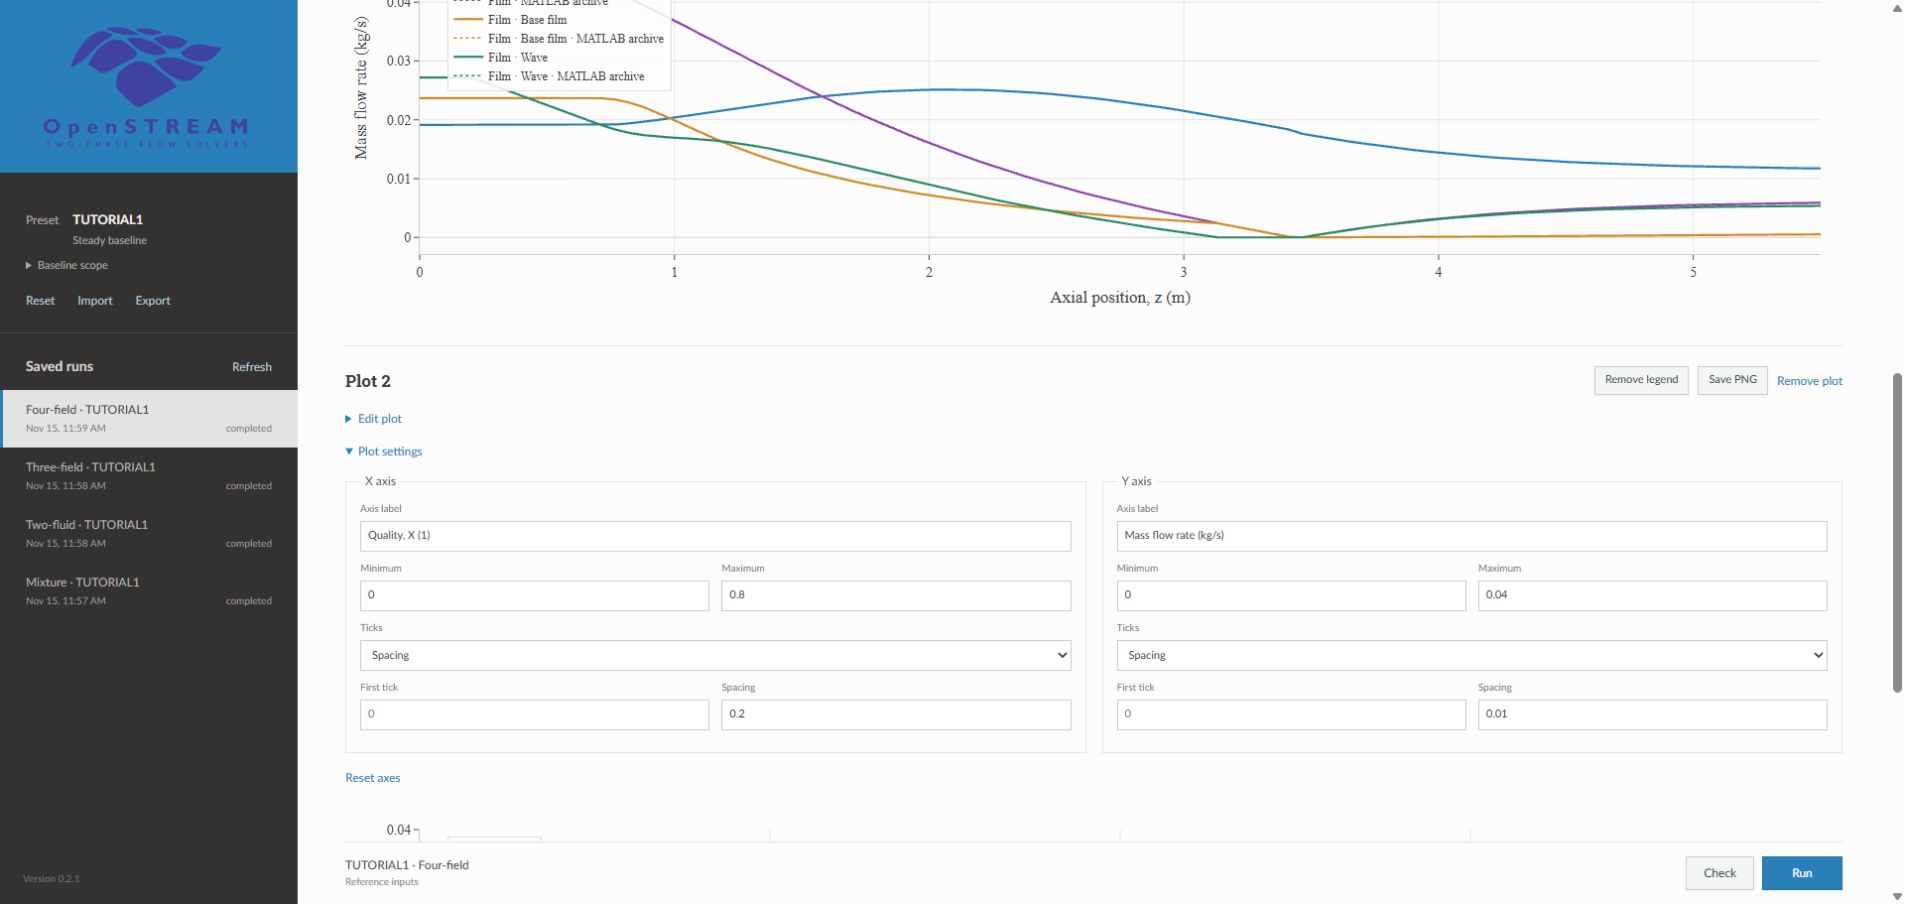 OpenSTREAM
TWO-PHASE FLOW SOLVERS
Preset TUTORIAL1
Steady baseline
Baseline scope
Reset Import Export
Saved runs Refresh
Four-field · TUTORIAL1
Nov 15, 11:59 AM completed
Three-field · TUTORIAL1
Nov 15, 11:58 AM completed
Two-fluid · TUTORIAL1
Nov 15, 11:58 AM completed
Mixture · TUTORIAL1
Nov 15, 11:57 AM completed
Version 0.2.1
Film · MATLAB archive
Film · Base film
Film · Base film · MATLAB archive
Film · Wave
Film · Wave · MATLAB archive
Mass flow rate (kg/s)
0.04
0.03
0.02
0.01
0
0 1 2 3 4 5
Axial position, z (m)
Plot 2
Remove legend Save PNG Remove plot
Edit plot
Plot settings
X axis
Axis label
Quality, X (1)
Minimum Maximum
0 0.8
Ticks
Spacing
First tick Spacing
0 0.2
Y axis
Axis label
Mass flow rate (kg/s)
Minimum Maximum
0 0.04
Ticks
Spacing
First tick Spacing
0 0.01
Reset axes
0.04
TUTORIAL1 · Four-field
Reference inputs
Check Run